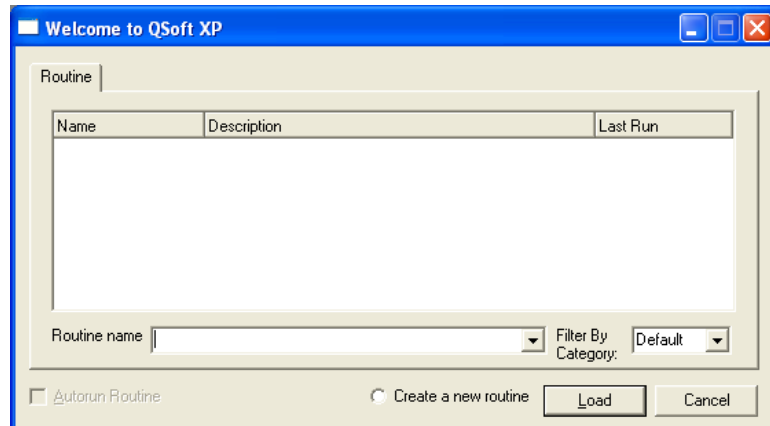 Welcome to QSoft XP
Routine
Name Description Last Run
Routine name Filter By Category: Default
Autorun Routine Create a new routine Load Cancel